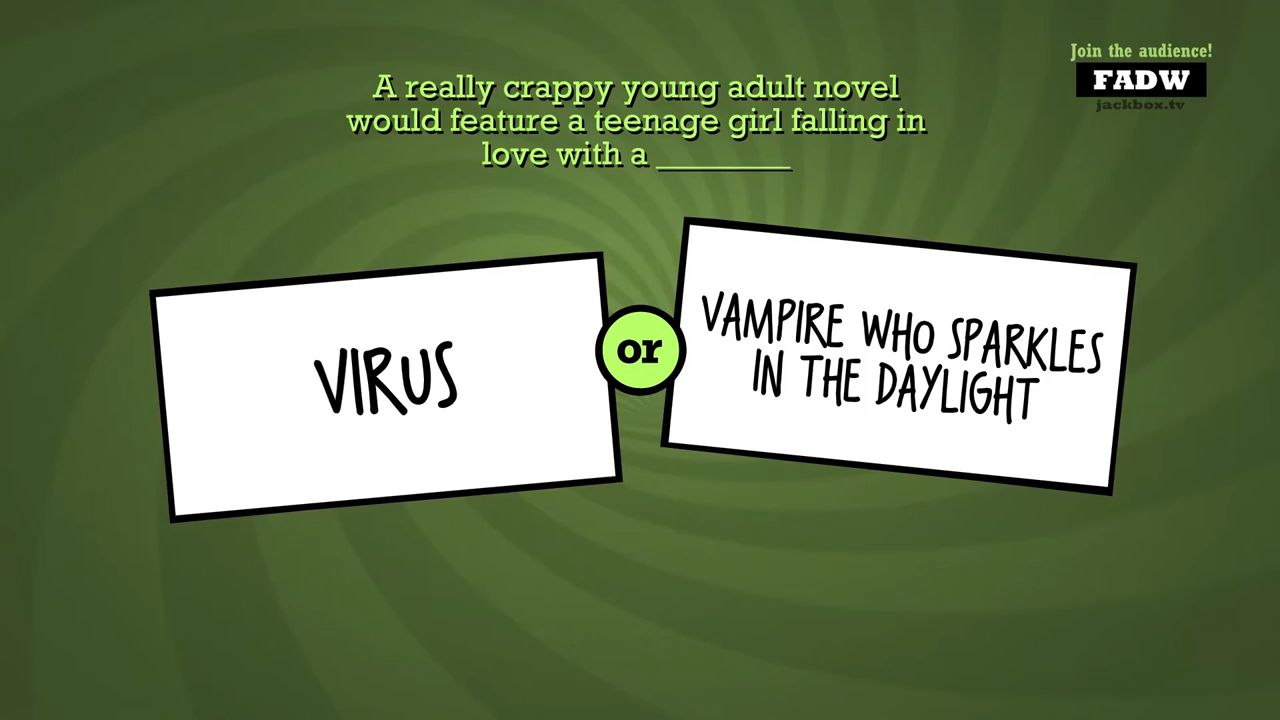 Join the audience!
FADW
jackbox.tv
A really crappy young adult novel
would feature a teenage girl falling in
love with a ________
VIRUS
or
VAMPIRE WHO SPARKLES
IN THE DAYLIGHT